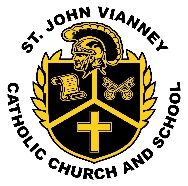 ST. JOHN VIANNEY
CATHOLIC CHURCH AND SCHOOL